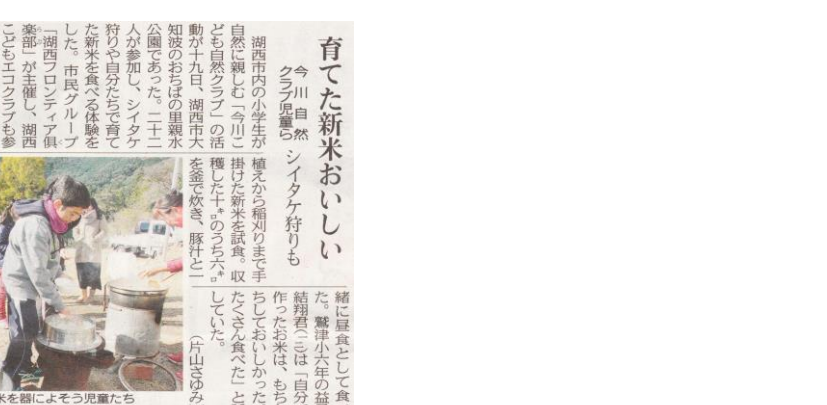 育てた新米おいしい
今川自然
クラブ児童ら
シイタケ狩りも
湖西市内の小学生が
自然に親しむ「今川こ
ども自然クラブ」の活
動が十九日、湖西市大
知波のおちばの里親水
公園であった。二十二
人が参加し、シイタケ
狩りや自分たちで育て
た新米を食べる体験を
した。市民グループ
「湖西フロンティア倶
楽部」が主催し、湖西
こどもエコクラブも参
植えから稲刈りまで手
掛けた新米を試食。収
穫した十㌔のうち六㌔
を釜で炊き、豚汁と一
緒に昼食として食
た。鷲津小六年の益
結翔君(一二)は「自分
作ったお米は、もち
ちしておいしかった
たくさん食べた」と
していた。
(片山さゆみ
米を器によそう児童たち